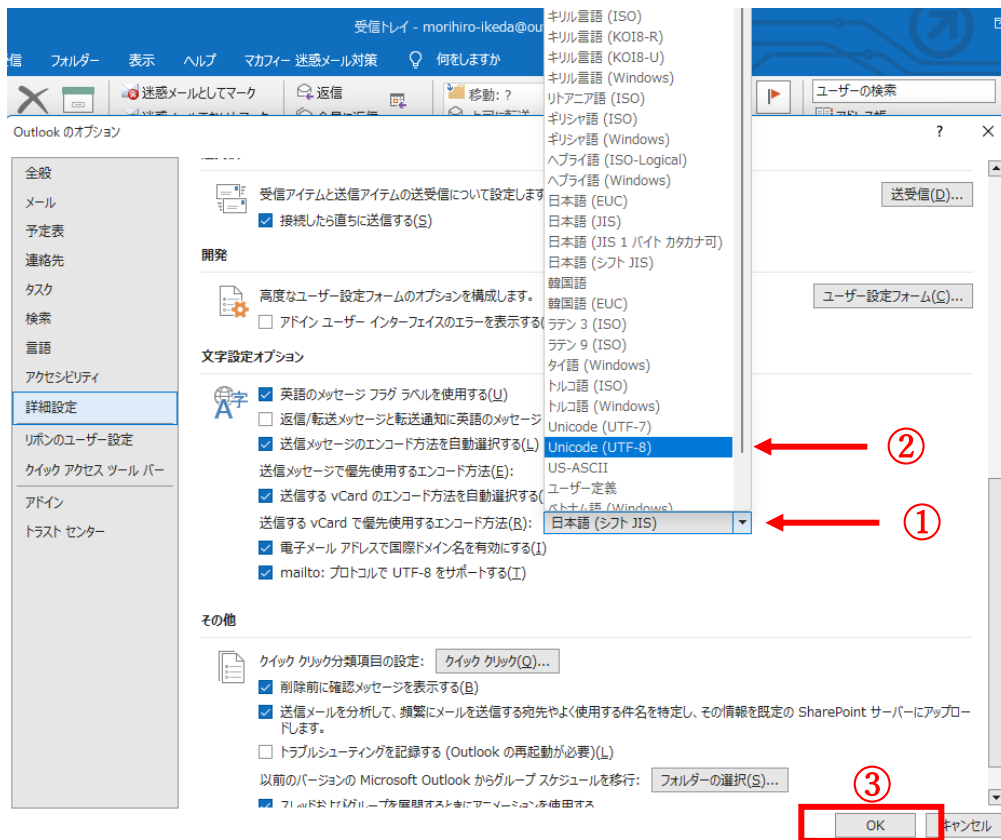 受信トレイ - morihiro-ikeda@ou
信 フォルダー 表示 ヘルプ マカフィー 迷惑メール対策 何をしますか
迷惑メールとしてマーク 返信 移動: ? ユーザーの検索
Outlook のオプション ? ×
全般
メール
予定表
連絡先
タスク
検索
言語
アクセシビリティ
詳細設定
リボンのユーザー設定
クイック アクセス ツール バー
アドイン
トラスト センター
受信アイテムと送信アイテムの送受信について設定します
送受信(D)...
接続したら直ちに送信する(S)
開発
高度なユーザー設定フォームのオプションを構成します。
ユーザー設定フォーム(C)...
アドイン ユーザー インターフェイスのエラーを表示する(
文字設定オプション
英語のメッセージ フラグ ラベルを使用する(U)
返信/転送メッセージと転送通知に英語のメッセージ
送信メッセージのエンコード方法を自動選択する(L)
送信メッセージで優先使用するエンコード方法(E):
送信する vCard のエンコード方法を自動選択する(
送信する vCard で優先使用するエンコード方法(R): 日本語 (シフト JIS)
電子メール アドレスで国際ドメイン名を有効にする(I)
mailto: プロトコルで UTF-8 をサポートする(T)
キリル言語 (ISO)
キリル言語 (KOI8-R)
キリル言語 (KOI8-U)
キリル言語 (Windows)
リトアニア語 (ISO)
ギリシャ語 (ISO)
ギリシャ語 (Windows)
ヘブライ語 (ISO-Logical)
ヘブライ語 (Windows)
日本語 (EUC)
日本語 (JIS)
日本語 (JIS 1 バイト カタカナ可)
日本語 (シフト JIS)
韓国語
韓国語 (EUC)
ラテン 3 (ISO)
ラテン 9 (ISO)
タイ語 (Windows)
トルコ語 (ISO)
トルコ語 (Windows)
Unicode (UTF-7)
Unicode (UTF-8)
US-ASCII
ユーザー定義
ベトナム語 (Windows)
②
①
その他
クイック クリック分類項目の設定: クイック クリック(Q)...
削除前に確認メッセージを表示する(B)
送信メールを分析して、頻繁にメールを送信する宛先やよく使用する件名を特定し、その情報を既定の SharePoint サーバーにアップロー
ドします。
トラブルシューティングを記録する (Outlook の再起動が必要)(L)
以前のバージョンの Microsoft Outlook からグループ スケジュールを移行: フォルダーの選択(S)...
スレッドおよびグループを展開するときにアニメーションを使用する
③
OK キャンセル